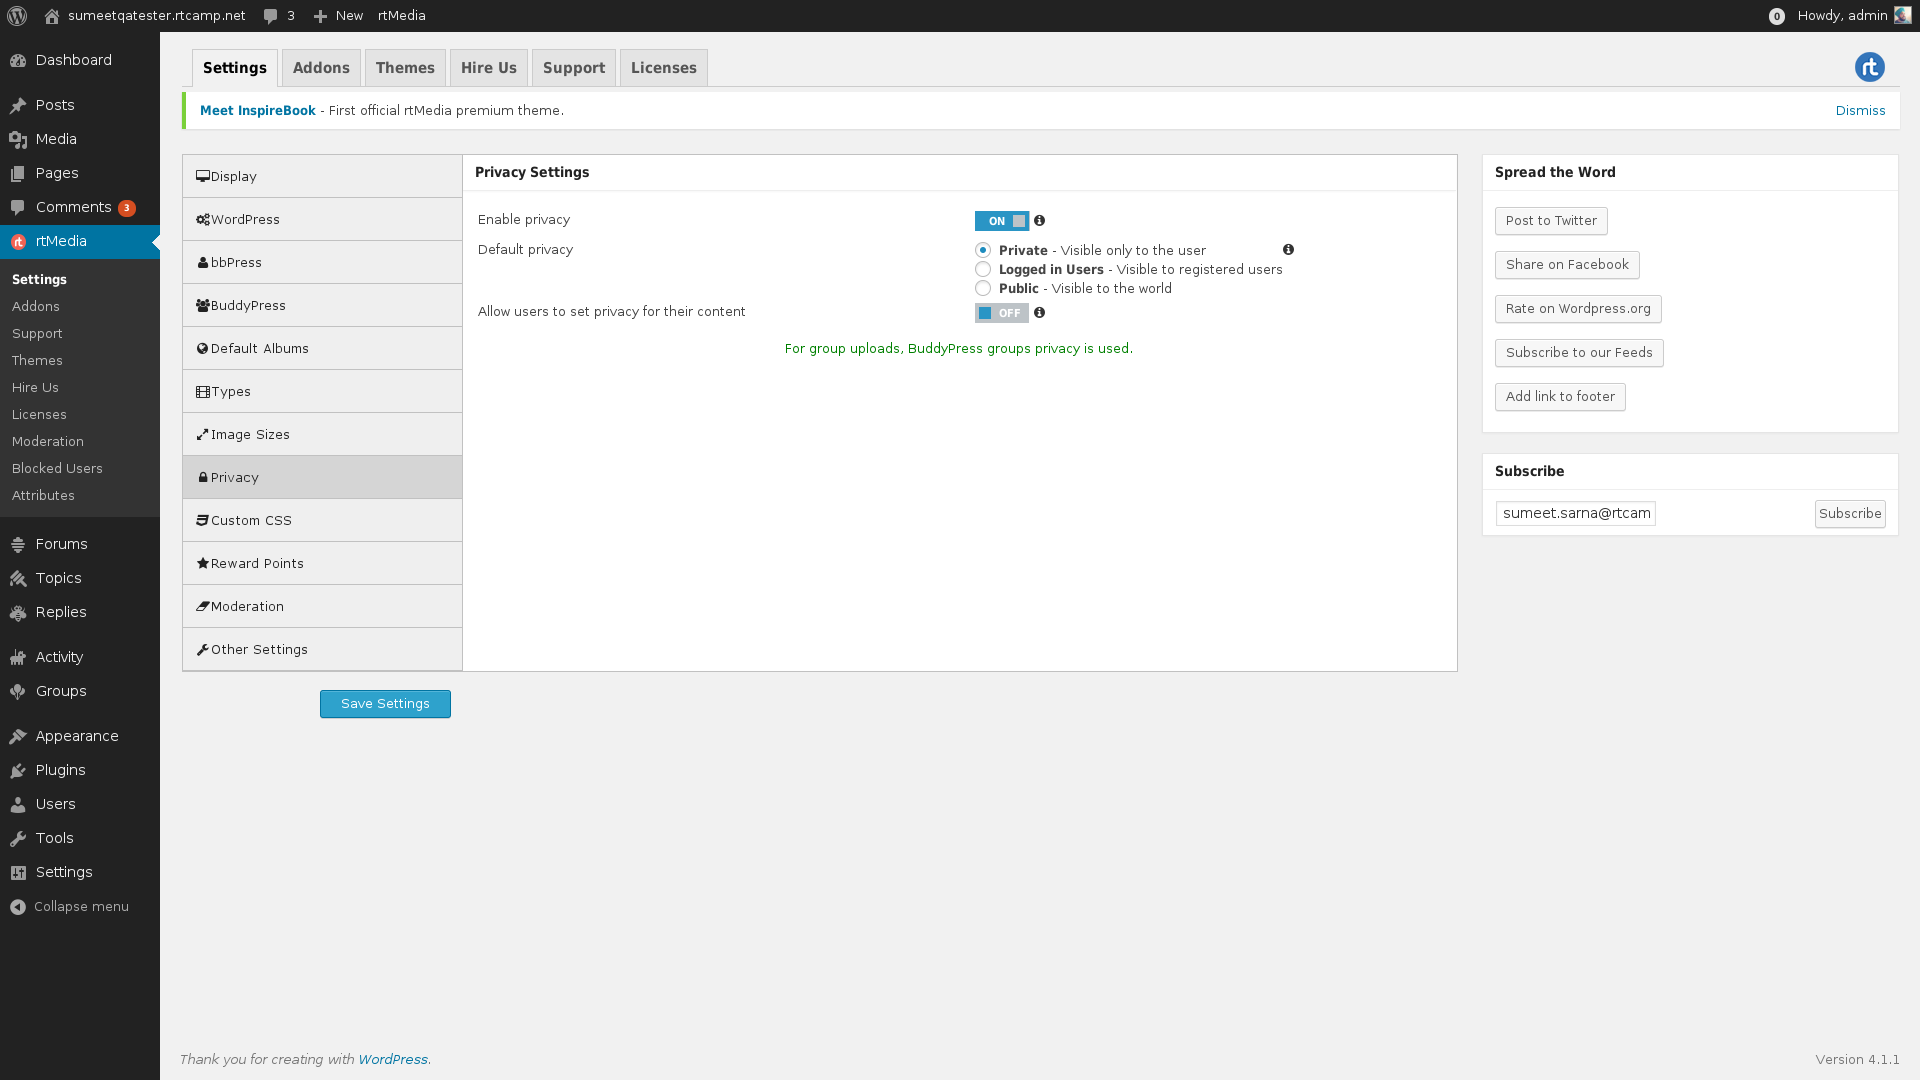 sumeetqatester.rtcamp.net 3 New rtMedia
0 Howdy, admin
Dashboard
Posts
Media
Pages
Comments 3
rtMedia
Settings
Addons
Support
Themes
Hire Us
Licenses
Moderation
Blocked Users
Attributes
Forums
Topics
Replies
Activity
Groups
Appearance
Plugins
Users
Tools
Settings
Collapse menu
Settings Addons Themes Hire Us Support Licenses
rt
Meet InspireBook - First official rtMedia premium theme. Dismiss
Display
WordPress
bbPress
BuddyPress
Default Albums
Types
Image Sizes
Privacy
Custom CSS
Reward Points
Moderation
Other Settings
Save Settings
Privacy Settings
Enable privacy ON
Default privacy Private - Visible only to the user
Logged in Users - Visible to registered users
Public - Visible to the world
Allow users to set privacy for their content OFF
For group uploads, BuddyPress groups privacy is used.
Spread the Word
Post to Twitter
Share on Facebook
Rate on Wordpress.org
Subscribe to our Feeds
Add link to footer
Subscribe
sumeet.sarna@rtcam Subscribe
Thank you for creating with WordPress. Version 4.1.1